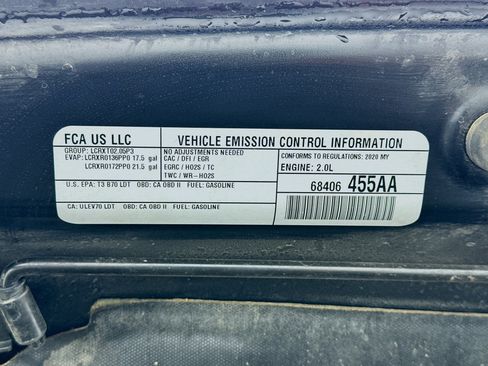 FCA US LLC
GROUP: LCRXT02.05P3
EVAP: LCRXR0136PP0 17.5 gal
LCRXR0172PP0 21.5 gal
U.S. EPA: T3 B70 LDT OBD: CA OBD II FUEL: GASOLINE
CA: ULEV70 LDT OBD: CA OBD II FUEL: GASOLINE
VEHICLE EMISSION CONTROL INFORMATION
NO ADJUSTMENTS NEEDED
CAC / DFI / EGR
EGRC / HO2S / TC
TWC / WR-HO2S
CONFORMS TO REGULATIONS: 2020 MY
ENGINE: 2.0L
68406 455AA